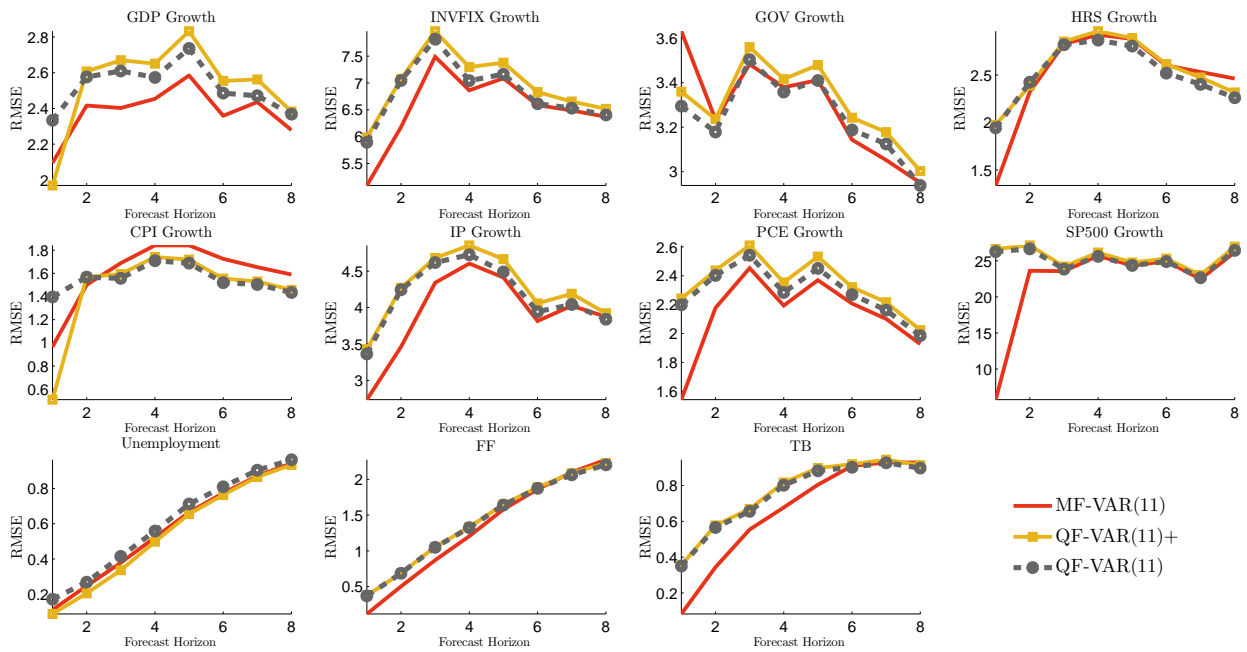 GDP Growth
2.8
2.6
2.4
2.2
2
RMSE
2 4 6 8
Forecast Horizon
INVFIX Growth
7.5
7
6.5
6
5.5
RMSE
2 4 6 8
Forecast Horizon
GOV Growth
3.6
3.4
3.2
3
RMSE
2 4 6 8
Forecast Horizon
HRS Growth
2.5
2
1.5
RMSE
2 4 6 8
Forecast Horizon
CPI Growth
1.8
1.6
1.4
1.2
1
0.8
0.6
RMSE
2 4 6 8
Forecast Horizon
IP Growth
4.5
4
3.5
3
RMSE
2 4 6 8
Forecast Horizon
PCE Growth
2.6
2.4
2.2
2
1.8
1.6
RMSE
2 4 6 8
Forecast Horizon
SP500 Growth
25
20
15
10
RMSE
2 4 6 8
Forecast Horizon
Unemployment
0.8
0.6
0.4
0.2
RMSE
2 4 6 8
Forecast Horizon
FF
2
1.5
1
0.5
RMSE
2 4 6 8
Forecast Horizon
TB
0.8
0.6
0.4
0.2
RMSE
2 4 6 8
Forecast Horizon
MF-VAR(11)
QF-VAR(11)+
QF-VAR(11)